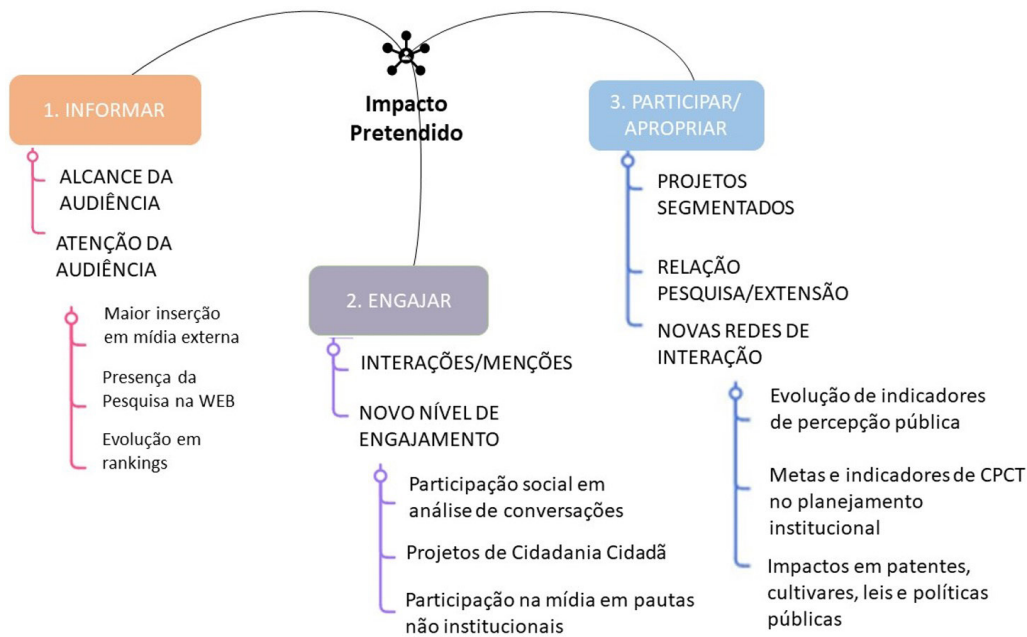 Impacto
Pretendido
1. INFORMAR
ALCANCE DA
AUDIÊNCIA
ATENÇÃO DA
AUDIÊNCIA
Maior inserção
em mídia externa
Presença da
Pesquisa na WEB
Evolução em
rankings
2. ENGAJAR
INTERAÇÕES/MENÇÕES
NOVO NÍVEL DE
ENGAJAMENTO
Participação social em
análise de conversações
Projetos de Cidadania Cidadã
Participação na mídia em pautas
não institucionais
3. PARTICIPAR/
APROPRIAR
PROJETOS
SEGMENTADOS
RELAÇÃO
PESQUISA/EXTENSÃO
NOVAS REDES DE
INTERAÇÃO
Evolução de indicadores
de percepção pública
Metas e indicadores de CPCT
no planejamento
institucional
Impactos em patentes,
cultivares, leis e políticas
públicas